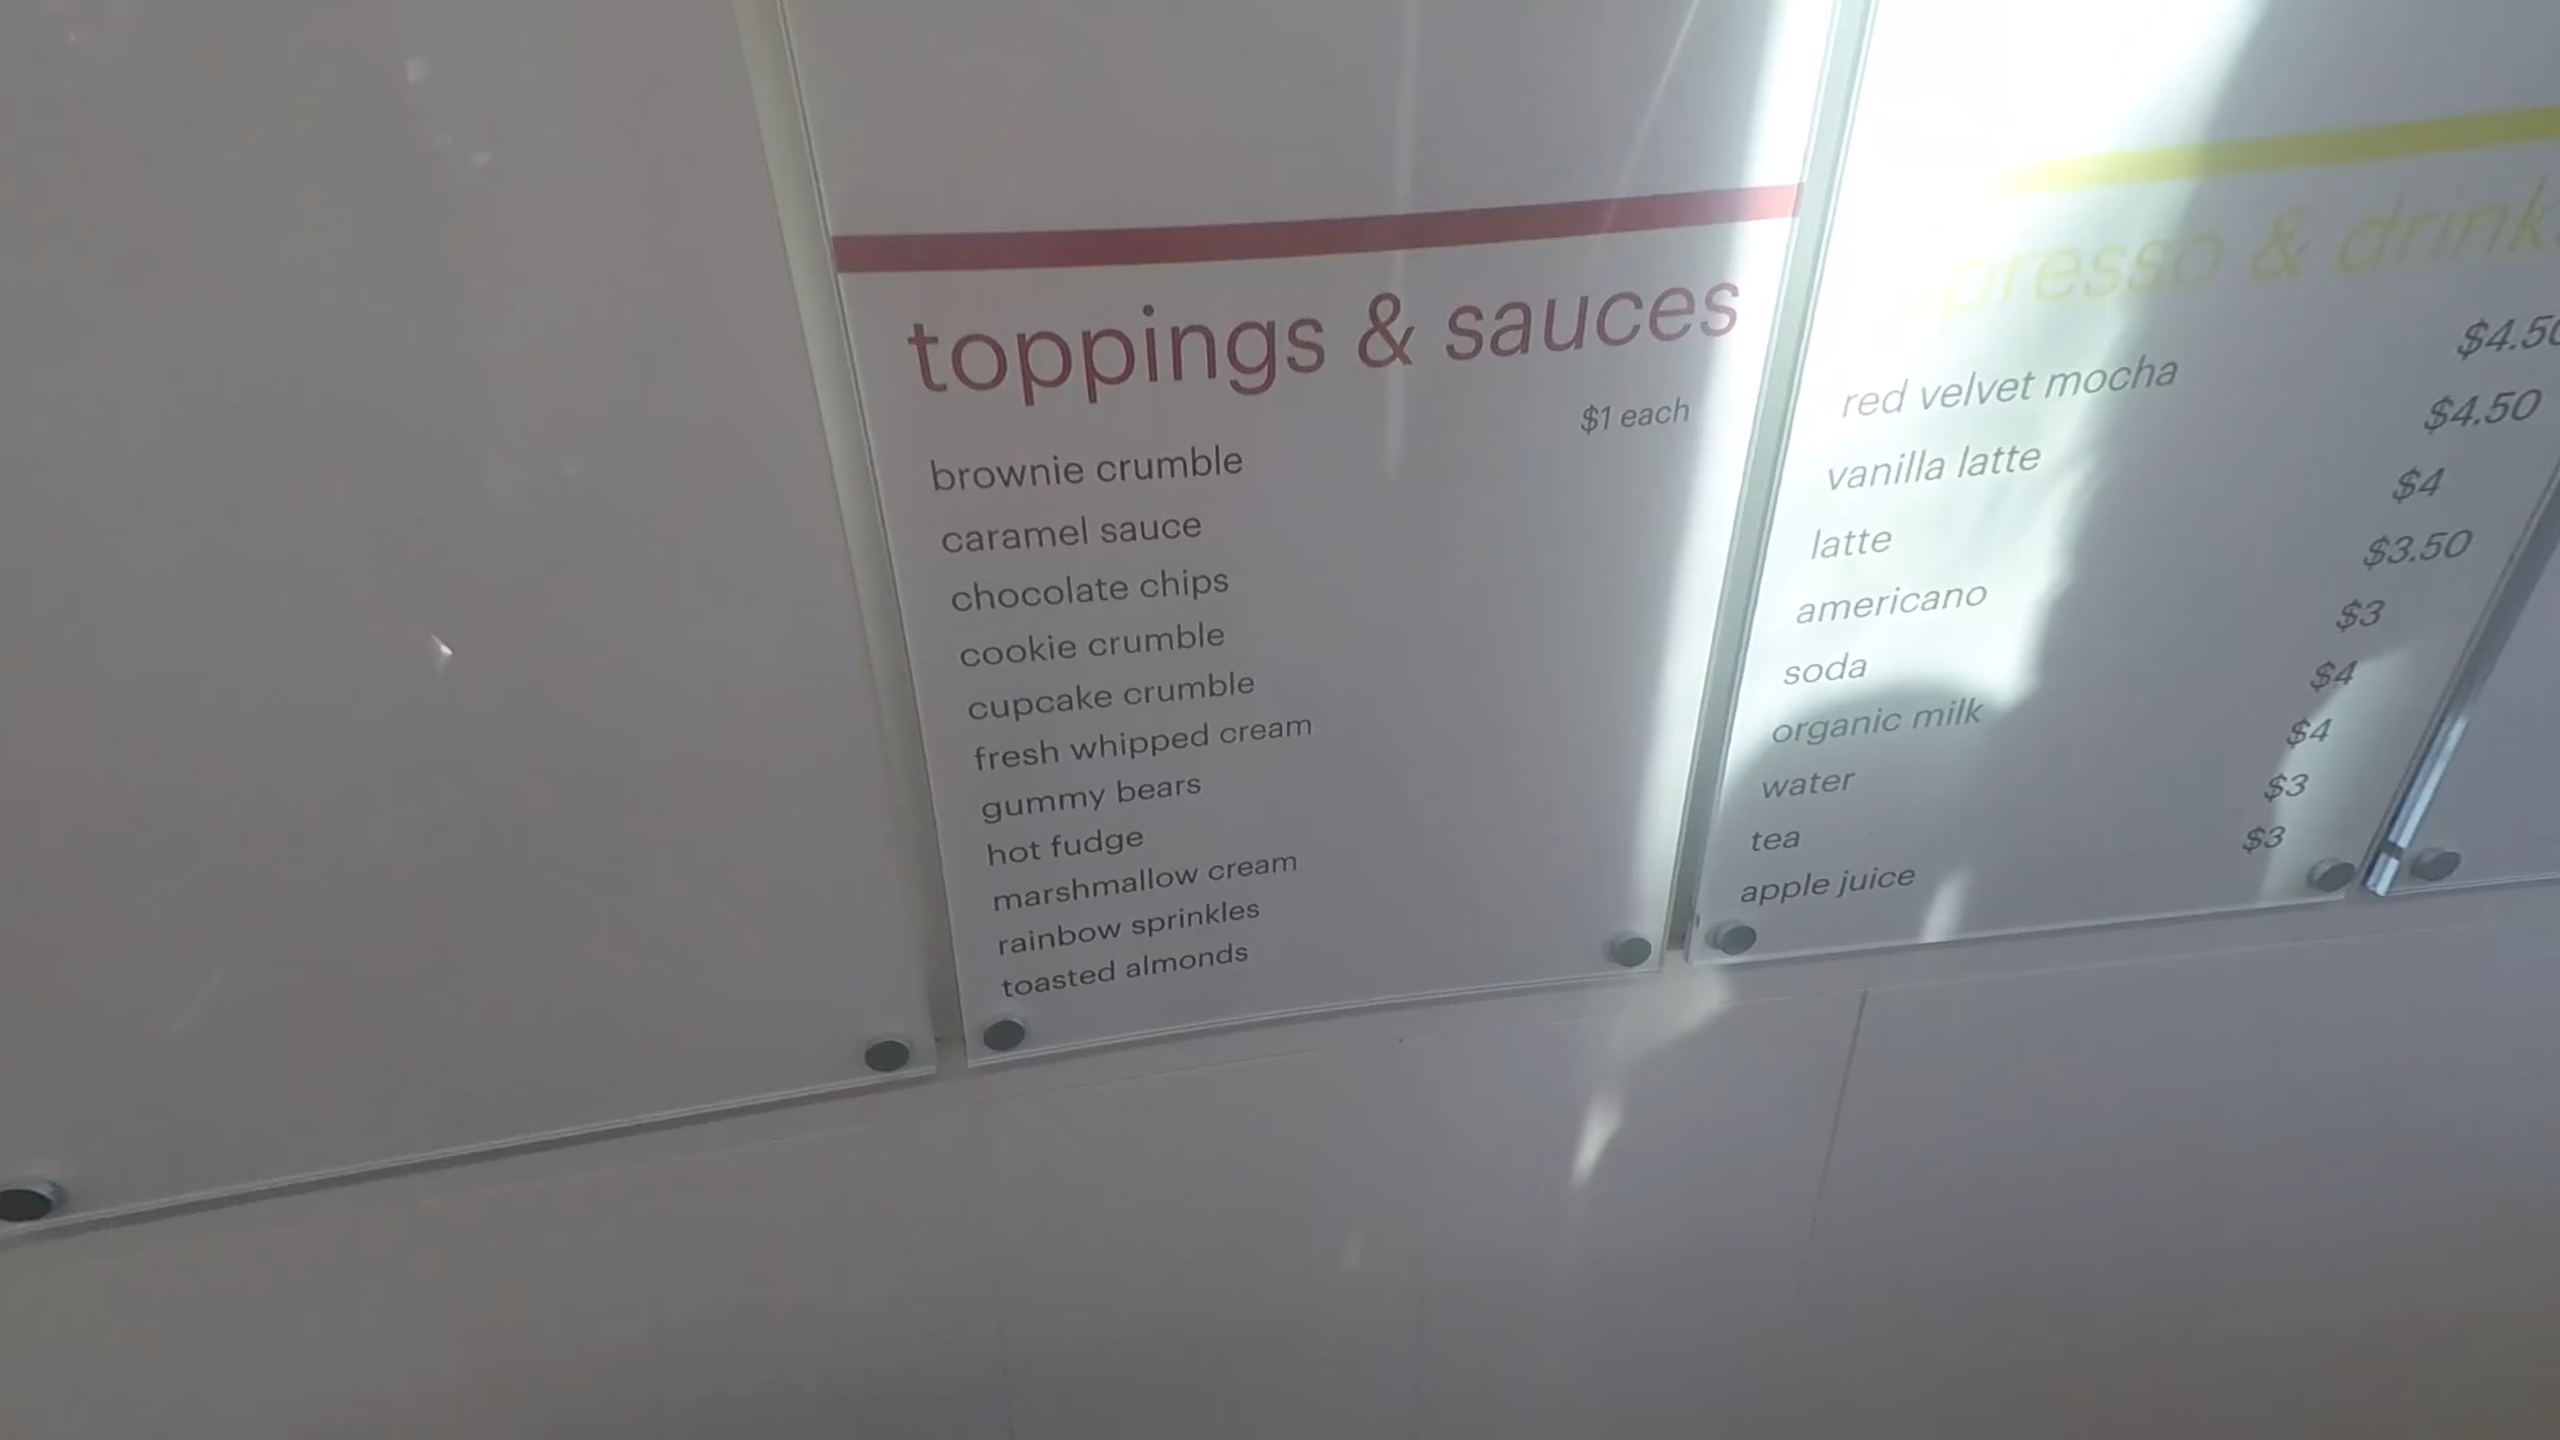 toppings & sauces
$1 each
brownie crumble
caramel sauce
chocolate chips
cookie crumble
cupcake crumble
fresh whipped cream
gummy bears
hot fudge
marshmallow cream
rainbow sprinkles
toasted almonds
presso & drink
red velvet mocha $4.50
vanilla latte $4.50
latte $4
americano $3.50
soda $3
organic milk $4
water $4
tea $3
apple juice $3